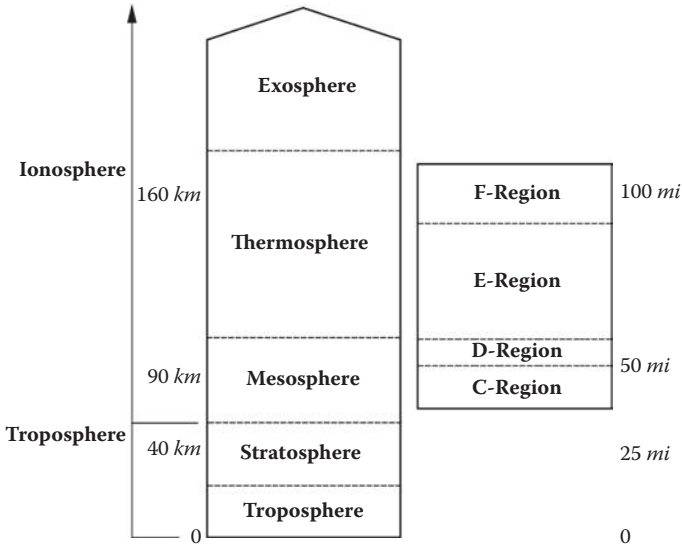 Exosphere
Ionosphere
160 km
F-Region
100 mi
Thermosphere
E-Region
D-Region
50 mi
90 km
Mesosphere
C-Region
Troposphere
40 km
Stratosphere
25 mi
Troposphere
0
0